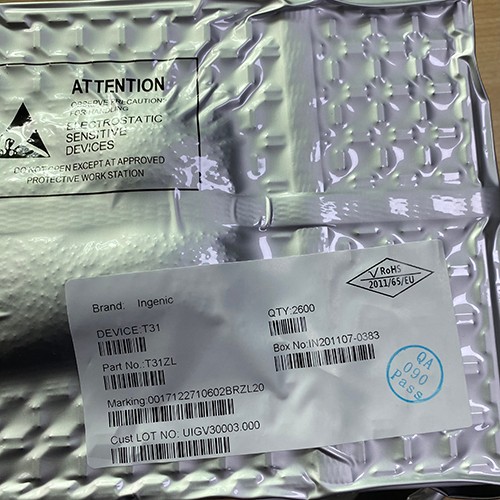 ATTENTION
OBSERVE PRECAUTIONS
FOR HANDLING
ELECTROSTATIC
SENSITIVE
DEVICES
DO NOT OPEN EXCEPT AT APPROVED
PROTECTIVE WORK STATION
RoHS
2011/65/EU
Brand: Ingenic
QTY:2600
DEVICE:T31
Box No:IN201107-0383
Part No.:T31ZL
QA
090
Pass
Marking:0017122710602BRZL20
Cust LOT NO: UIGV30003.000